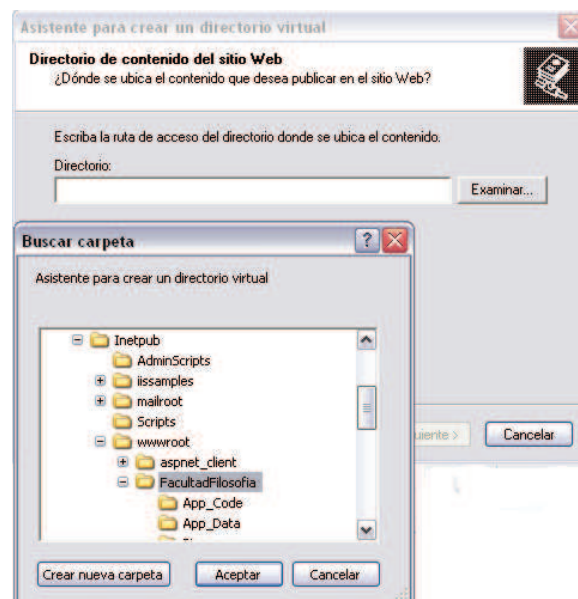 Asistente para crear un directorio virtual
Directorio de contenido del sitio Web
¿Dónde se ubica el contenido que desea publicar en el sitio Web?
Escriba la ruta de acceso del directorio donde se ubica el contenido.
Directorio:
Examinar...
Buscar carpeta
Asistente para crear un directorio virtual
Inetpub
AdminScripts
iissamples
mailroot
Scripts
wwwroot
aspnet_client
FacultadFilosofia
App_Code
App_Data
uiente >
Cancelar
Crear nueva carpeta
Aceptar
Cancelar